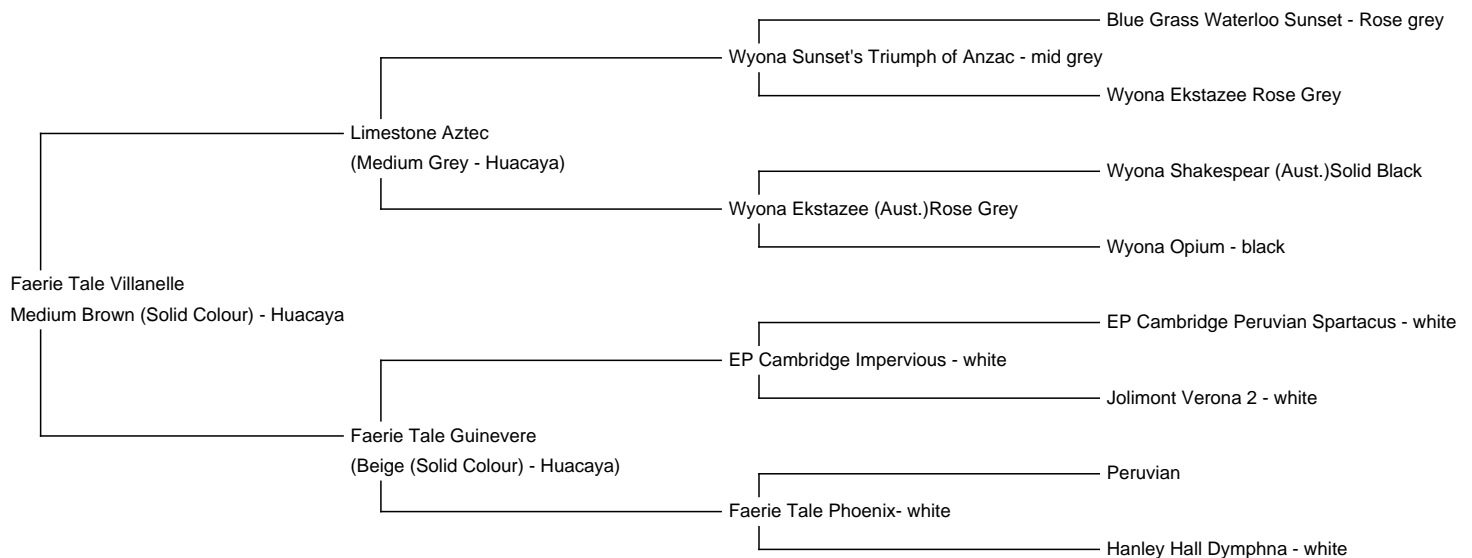 Blue Grass Waterloo Sunset - Rose grey
Wyona Sunset's Triumph of Anzac - mid grey
Wyona Ekstazee Rose Grey
Limestone Aztec
(Medium Grey - Huacaya)
Wyona Shakespear (Aust.)Solid Black
Wyona Ekstazee (Aust.)Rose Grey
Wyona Opium - black
Faerie Tale Villanelle
Medium Brown (Solid Colour) - Huacaya
EP Cambridge Peruvian Spartacus - white
EP Cambridge Impervious - white
Jolimont Verona 2 - white
Faerie Tale Guinevere
(Beige (Solid Colour) - Huacaya)
Peruvian
Faerie Tale Phoenix- white
Hanley Hall Dymphna - white